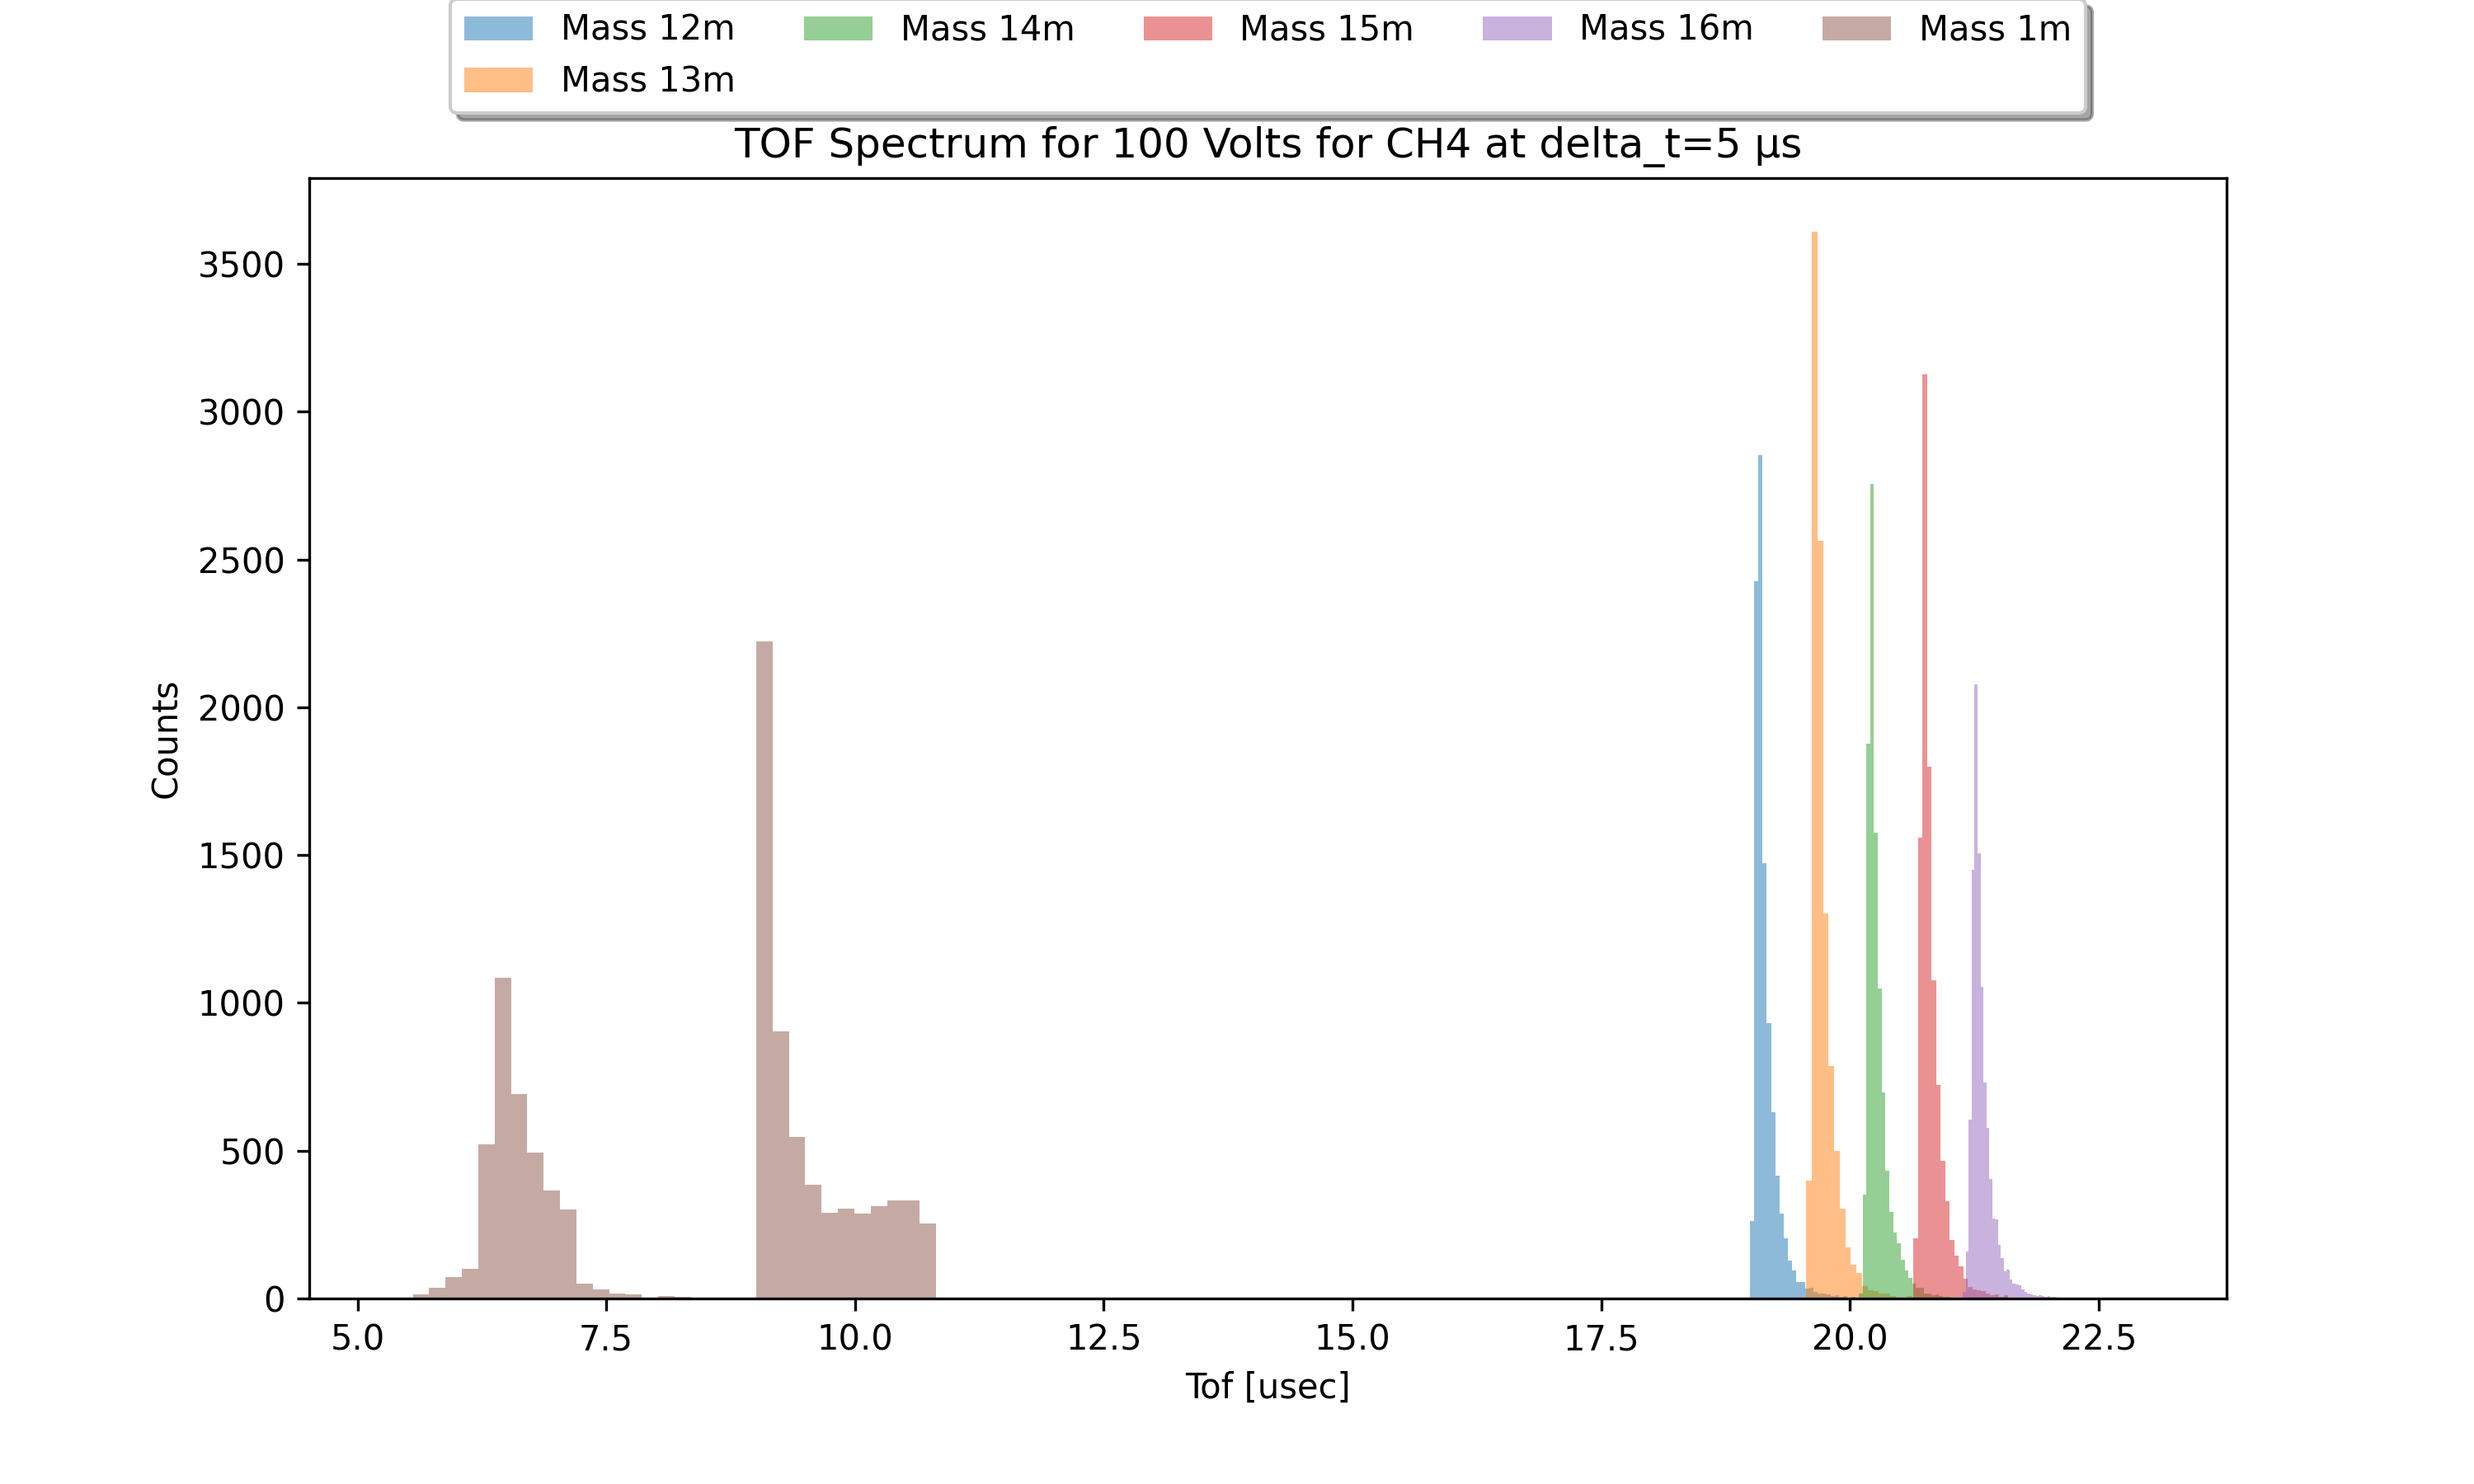 Mass 12m Mass 14m Mass 15m Mass 16m Mass 1m
Mass 13m
TOF Spectrum for 100 Volts for CH4 at delta_t=5 µs
3500
3000
2500
2000
1500
1000
500
0
Counts
5.0 7.5 10.0 12.5 15.0 17.5 20.0 22.5
Tof [usec]